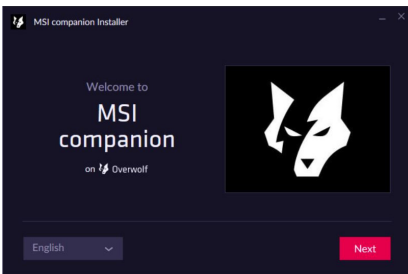 MSI companion Installer
Welcome to
MSI
companion
on Overwolf
English
Next